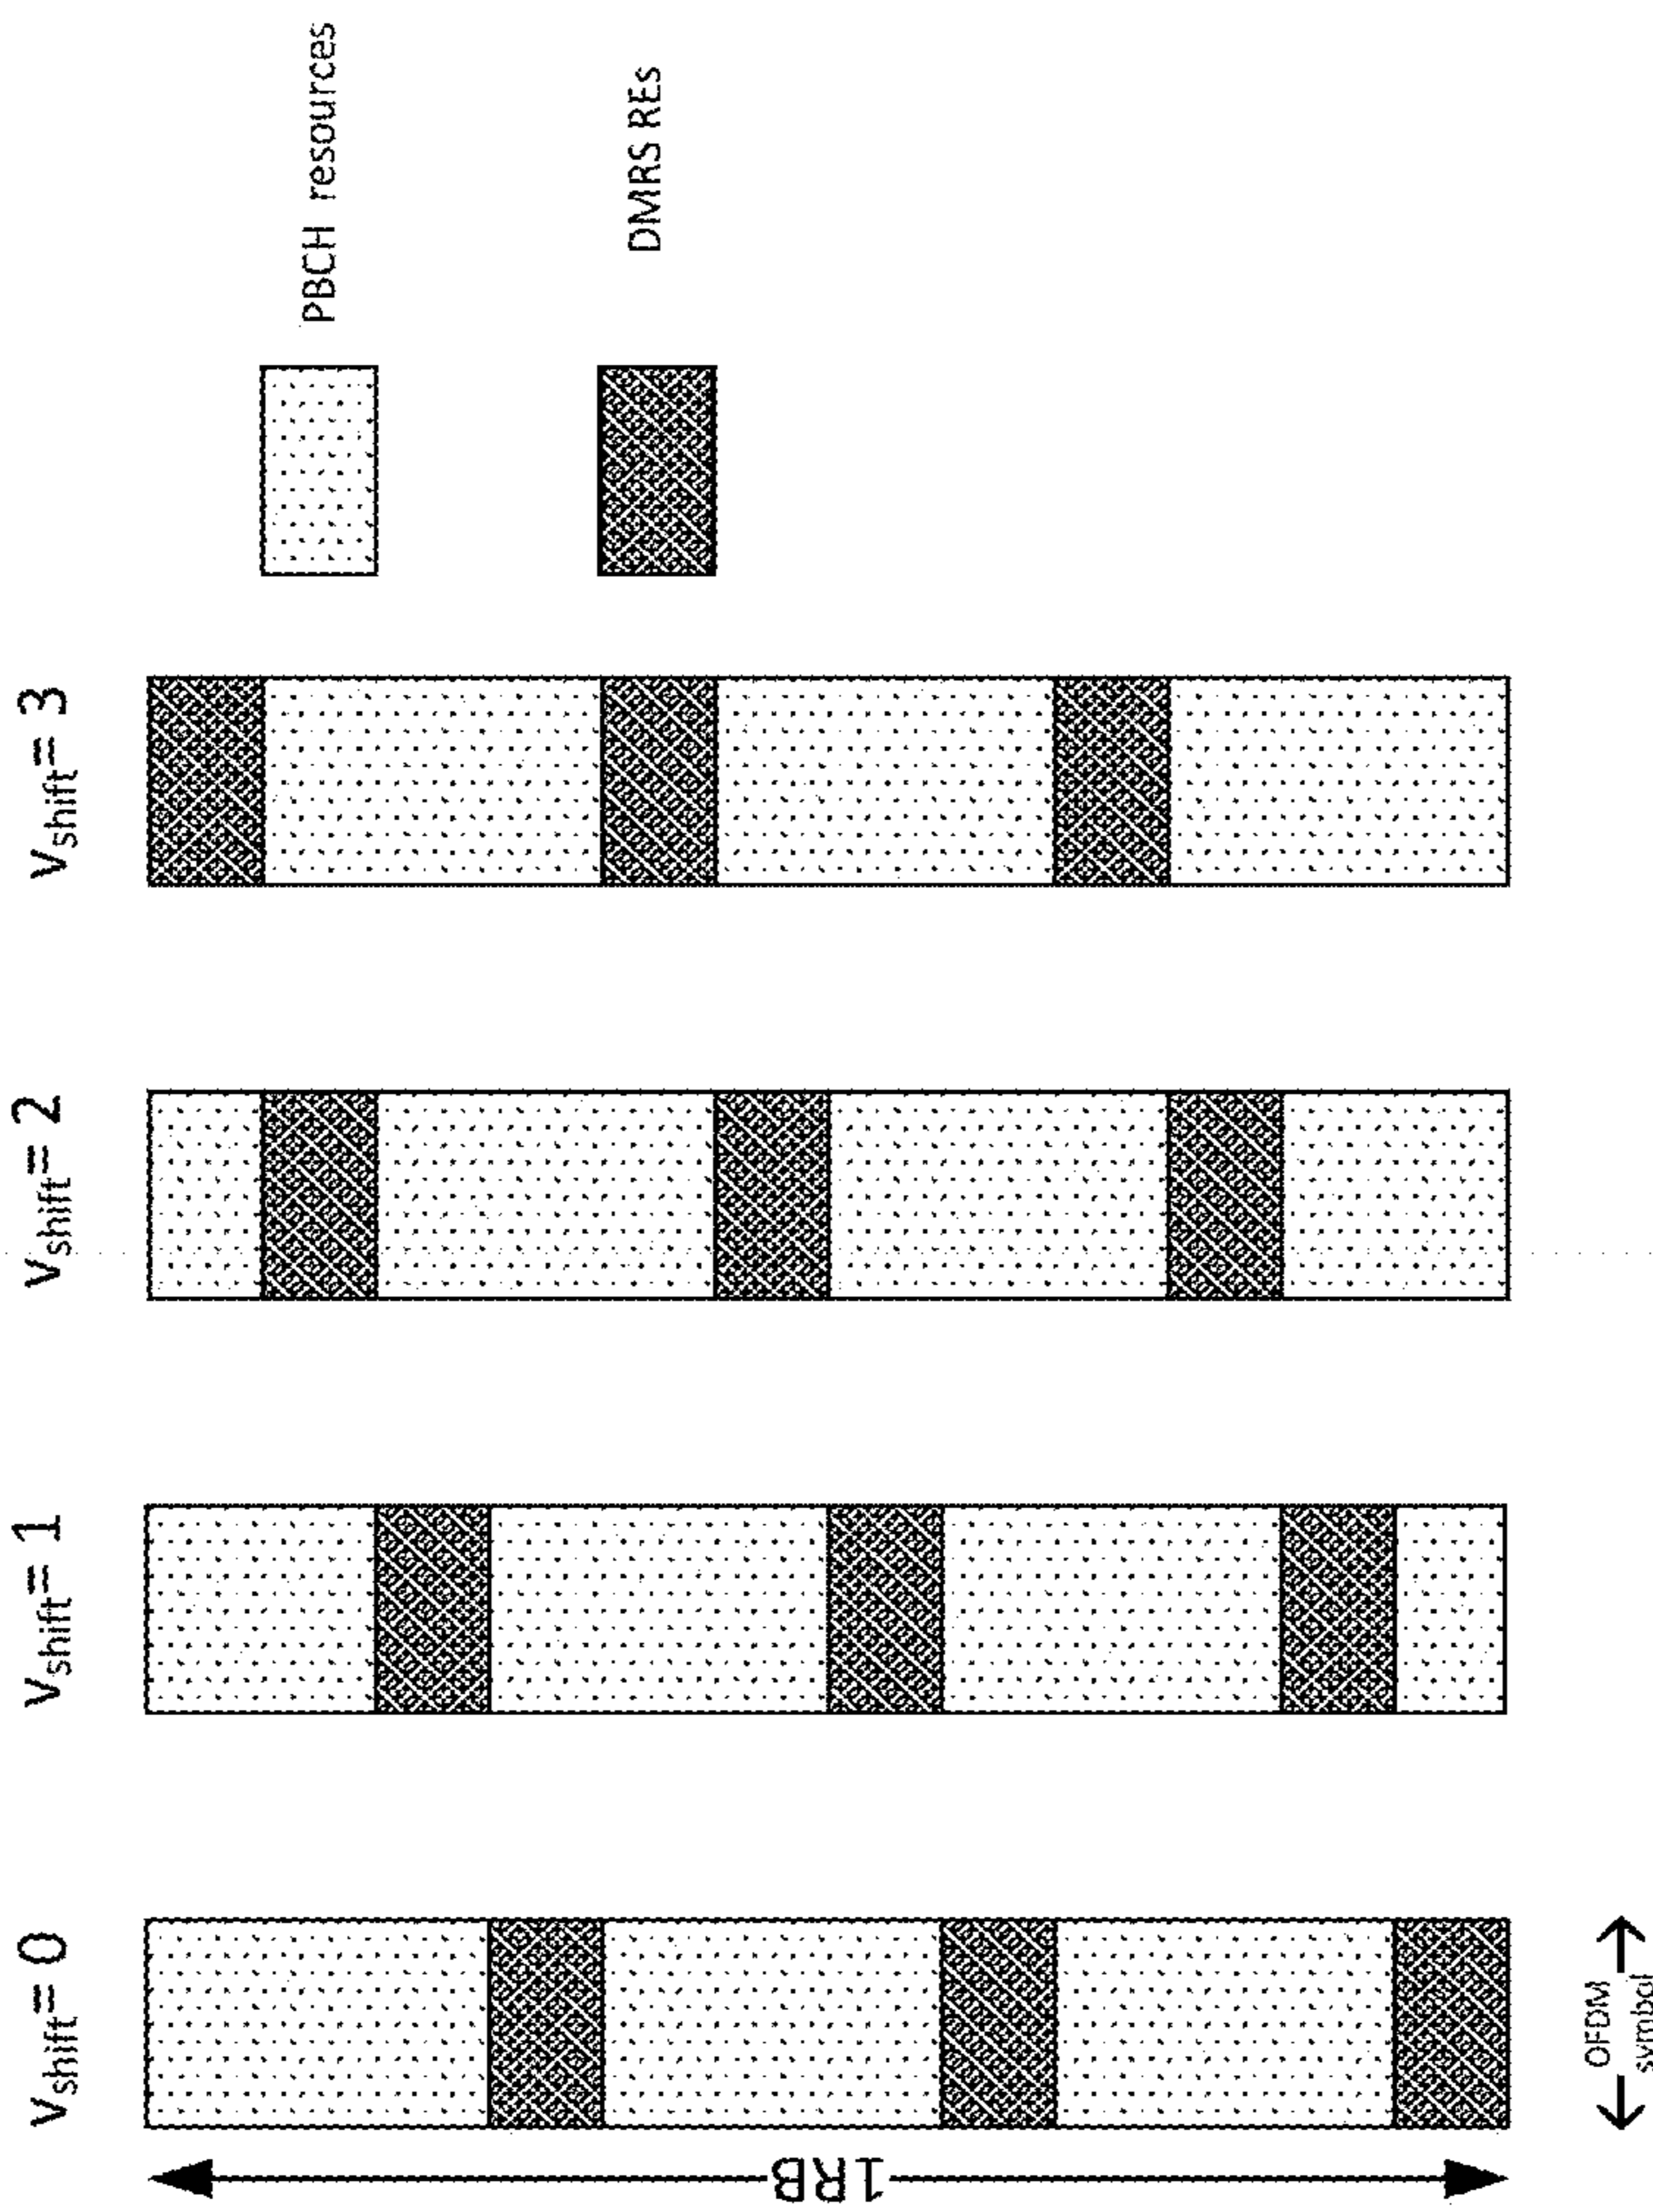 Vshift= 0
Vshift= 1
Vshift= 2
Vshift= 3
1RB
PBCH resources
DMRS REs
OFDM
symbol